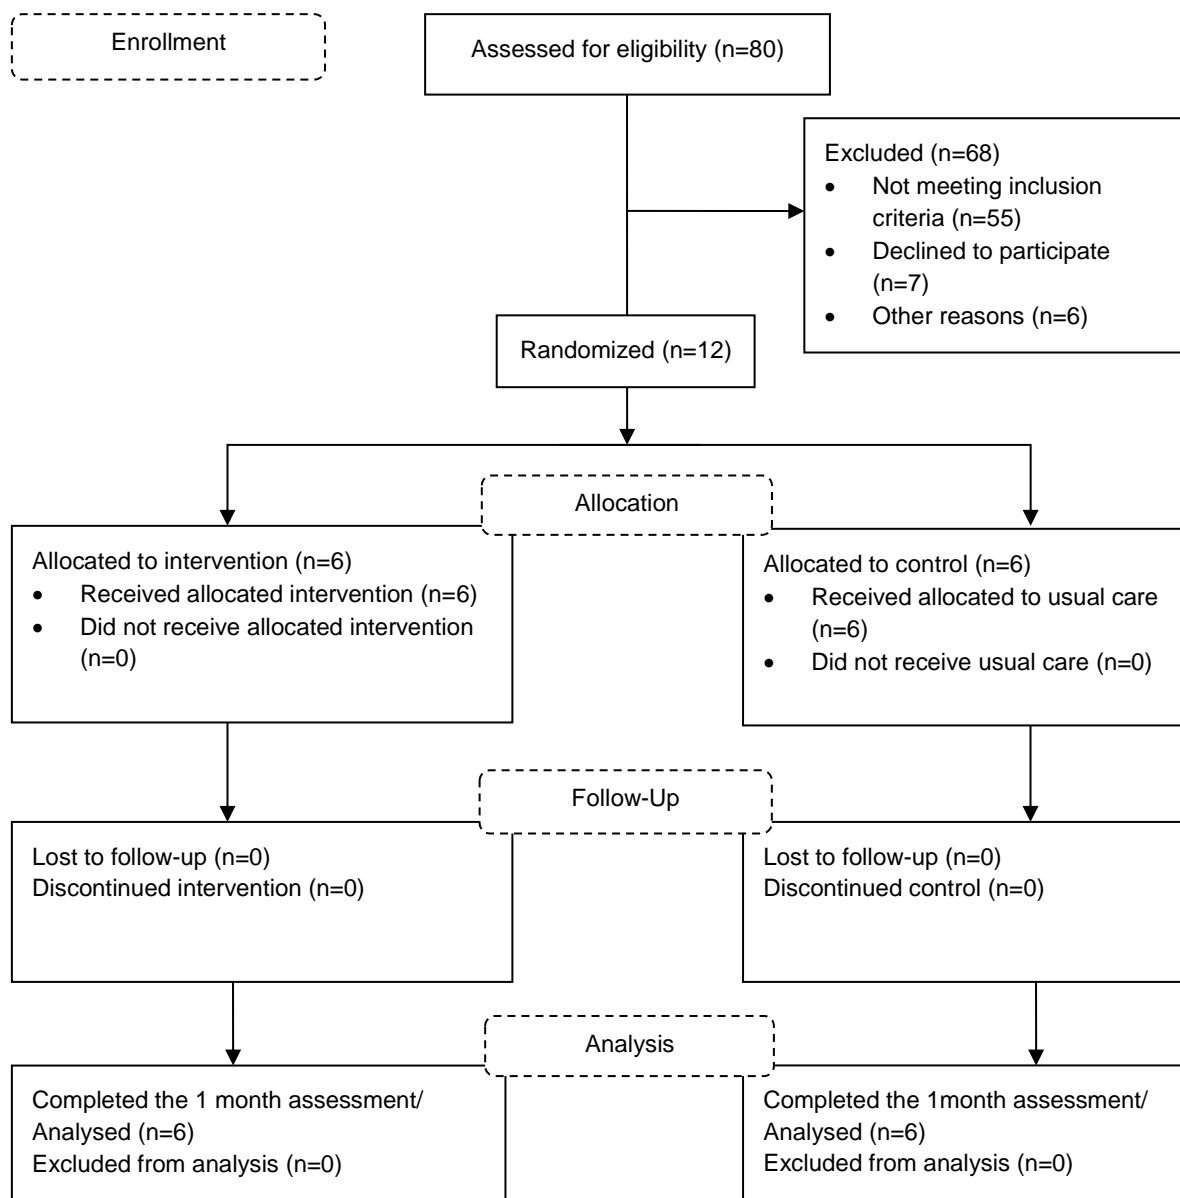 Enrollment
Assessed for eligibility (n=80)
Excluded (n=68)
• Not meeting inclusion
criteria (n=55)
• Declined to participate
(n=7)
• Other reasons (n=6)
Randomized (n=12)
Allocation
Allocated to intervention (n=6)
• Received allocated intervention (n=6)
• Did not receive allocated intervention
(n=0)
Allocated to control (n=6)
• Received allocated to usual care
(n=6)
• Did not receive usual care (n=0)
Follow-Up
Lost to follow-up (n=0)
Discontinued intervention (n=0)
Lost to follow-up (n=0)
Discontinued control (n=0)
Analysis
Completed the 1 month assessment/
Analysed (n=6)
Excluded from analysis (n=0)
Completed the 1month assessment/
Analysed (n=6)
Excluded from analysis (n=0)